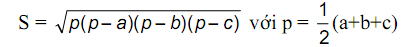 S = √p(p–a)(p–b)(p–c) với p = 1/2(a+b+c)